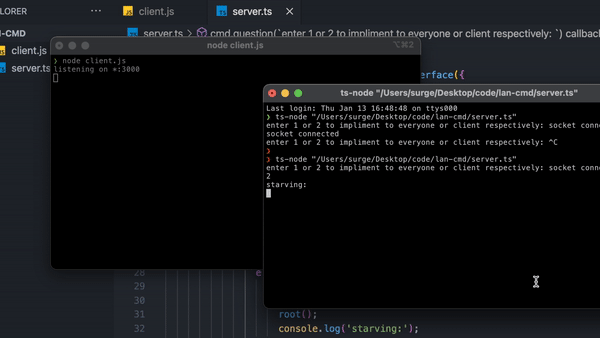 LORER
···
client.js
TS server.ts
N-CMD
TS server.ts > cmd.question(`enter 1 or 2 to impliment to everyone or client respectively: `) callback
client.js
TS server.ts
node client.js
⌥⌘2
❯ node client.js
listening on *:3000
erface({
ts-node "/Users/surge/Desktop/code/lan-cmd/server.ts"
Last login: Thu Jan 13 16:48:48 on ttys000
❯ ts-node "/Users/surge/Desktop/code/lan-cmd/server.ts"
enter 1 or 2 to impliment to everyone or client respectively: socket conne
socket connected
enter 1 or 2 to impliment to everyone or client respectively: ^C
❯
❯ ts-node "/Users/surge/Desktop/code/lan-cmd/server.ts"
enter 1 or 2 to impliment to everyone or client respectively: socket conne
2
starving:
28
29
30
31 root();
32 console.log('starving:');